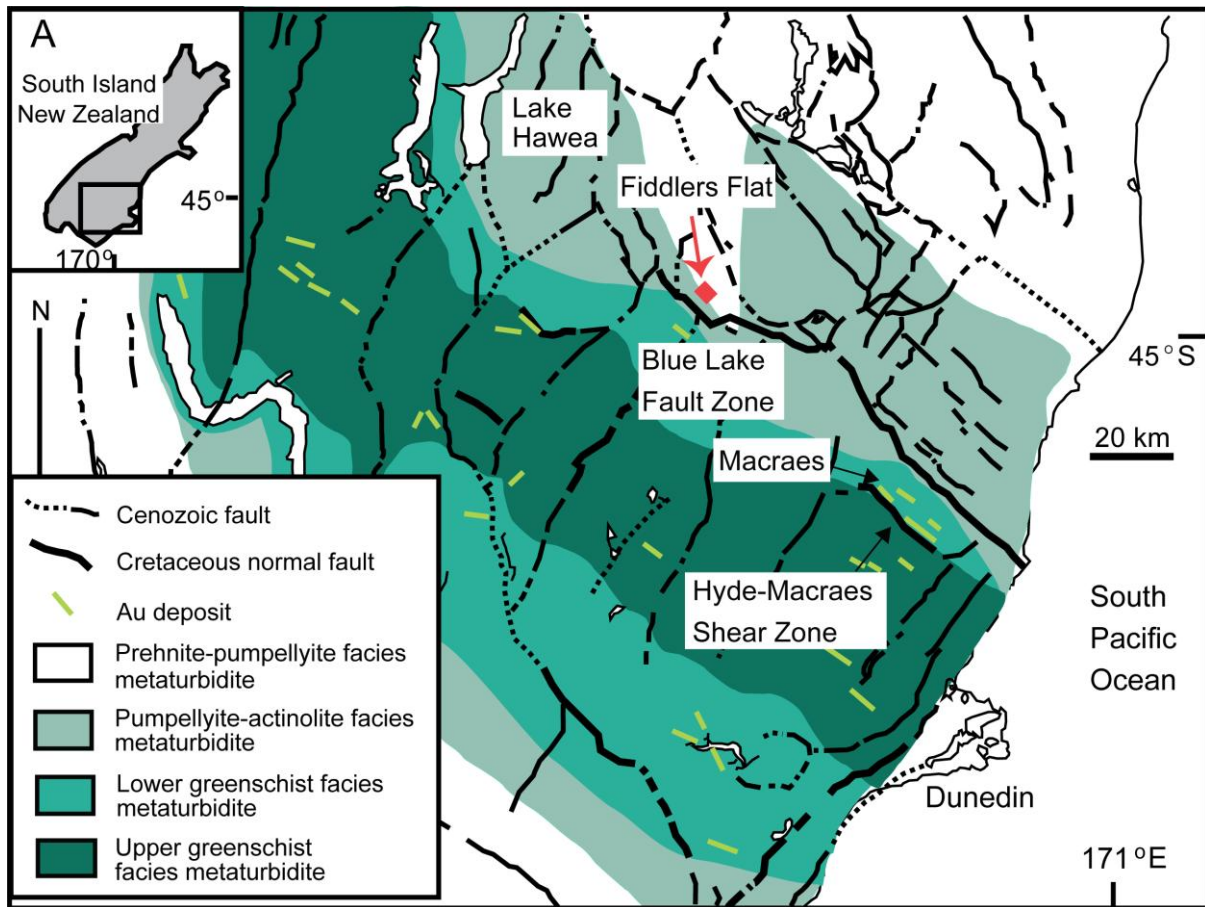 A
South Island
New Zealand
45°
170°
Lake
Hawea
Fiddlers Flat
N
Blue Lake
Fault Zone
45°S
20 km
Macraes
Hyde-Macraes
Shear Zone
South
Pacific
Ocean
Dunedin
171°E
Cenozoic fault
Cretaceous normal fault
Au deposit
Prehnite-pumpellyite facies
metaturbidite
Pumpellyite-actinolite facies
metaturbidite
Lower greenschist facies
metaturbidite
Upper greenschist
facies metaturbidite